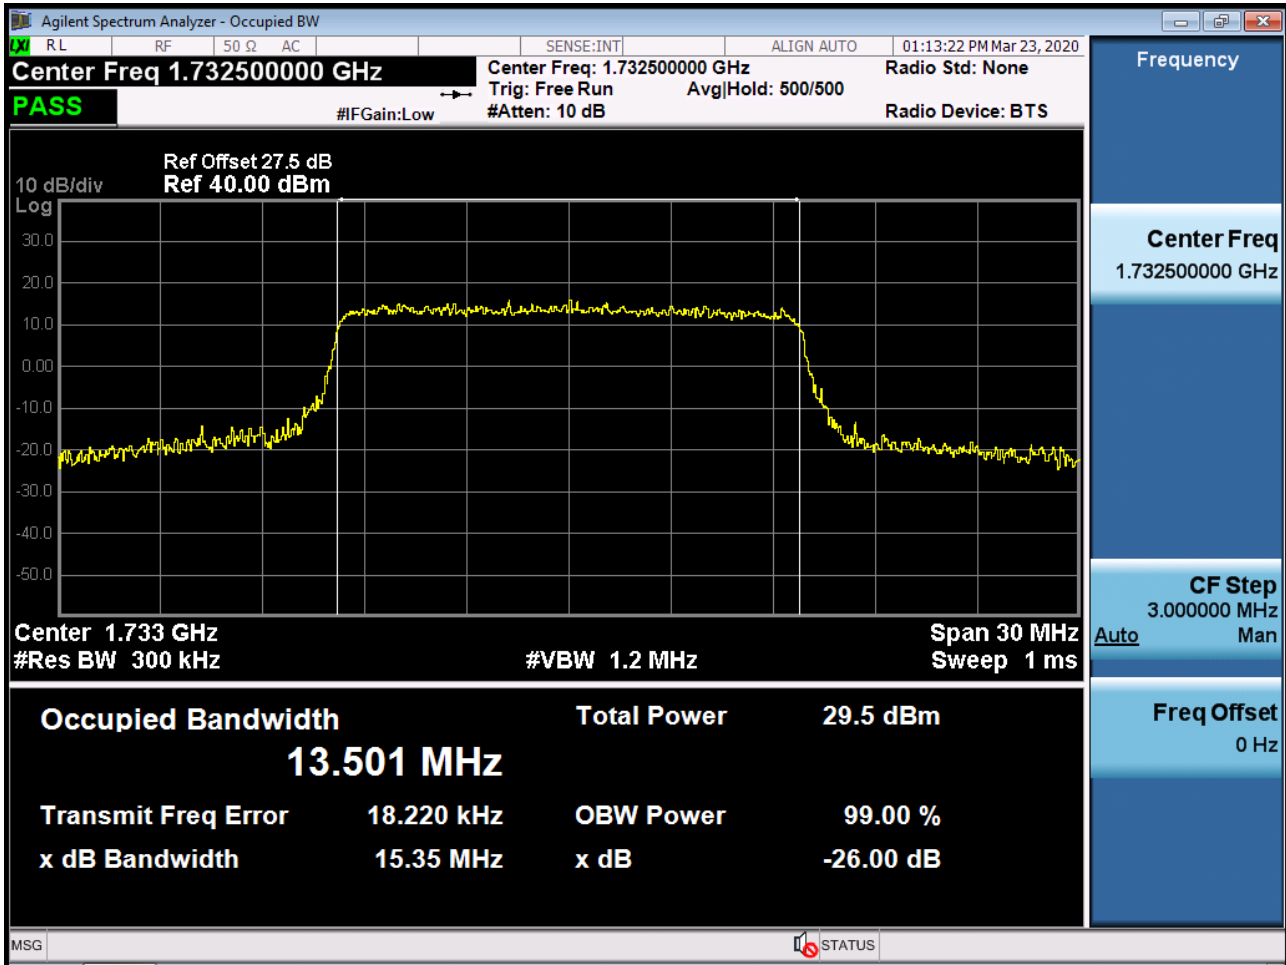 Agilent Spectrum Analyzer - Occupied BW
LXI RL RF 50 Ω AC SENSE:INT ALIGN AUTO 01:13:22 PM Mar 23, 2020
Center Freq 1.732500000 GHz
PASS
#IFGain:Low
Center Freq: 1.732500000 GHz
Trig: Free Run Avg|Hold: 500/500
#Atten: 10 dB
Radio Std: None
Radio Device: BTS
Ref Offset 27.5 dB
10 dB/div Ref 40.00 dBm
Log
30.0
20.0
10.0
0.00
-10.0
-20.0
-30.0
-40.0
-50.0
Center 1.733 GHz Span 30 MHz
#Res BW 300 kHz #VBW 1.2 MHz Sweep 1 ms
Occupied Bandwidth Total Power 29.5 dBm
13.501 MHz
Transmit Freq Error 18.220 kHz OBW Power 99.00 %
x dB Bandwidth 15.35 MHz x dB -26.00 dB
Frequency
Center Freq
1.732500000 GHz
CF Step
3.000000 MHz
Auto Man
Freq Offset
0 Hz
MSG STATUS